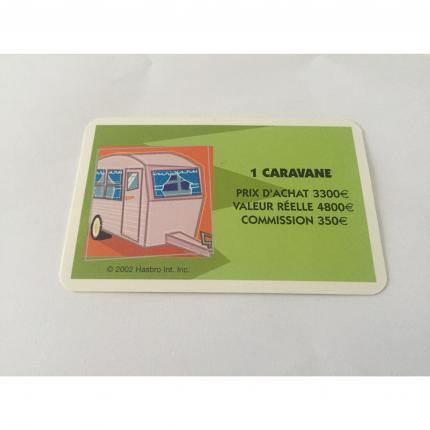 1 CARAVANE
PRIX D'ACHAT 3300€
VALEUR RÉELLE 4800€
COMMISSION 350€
© 2002 Hasbro Int. Inc.